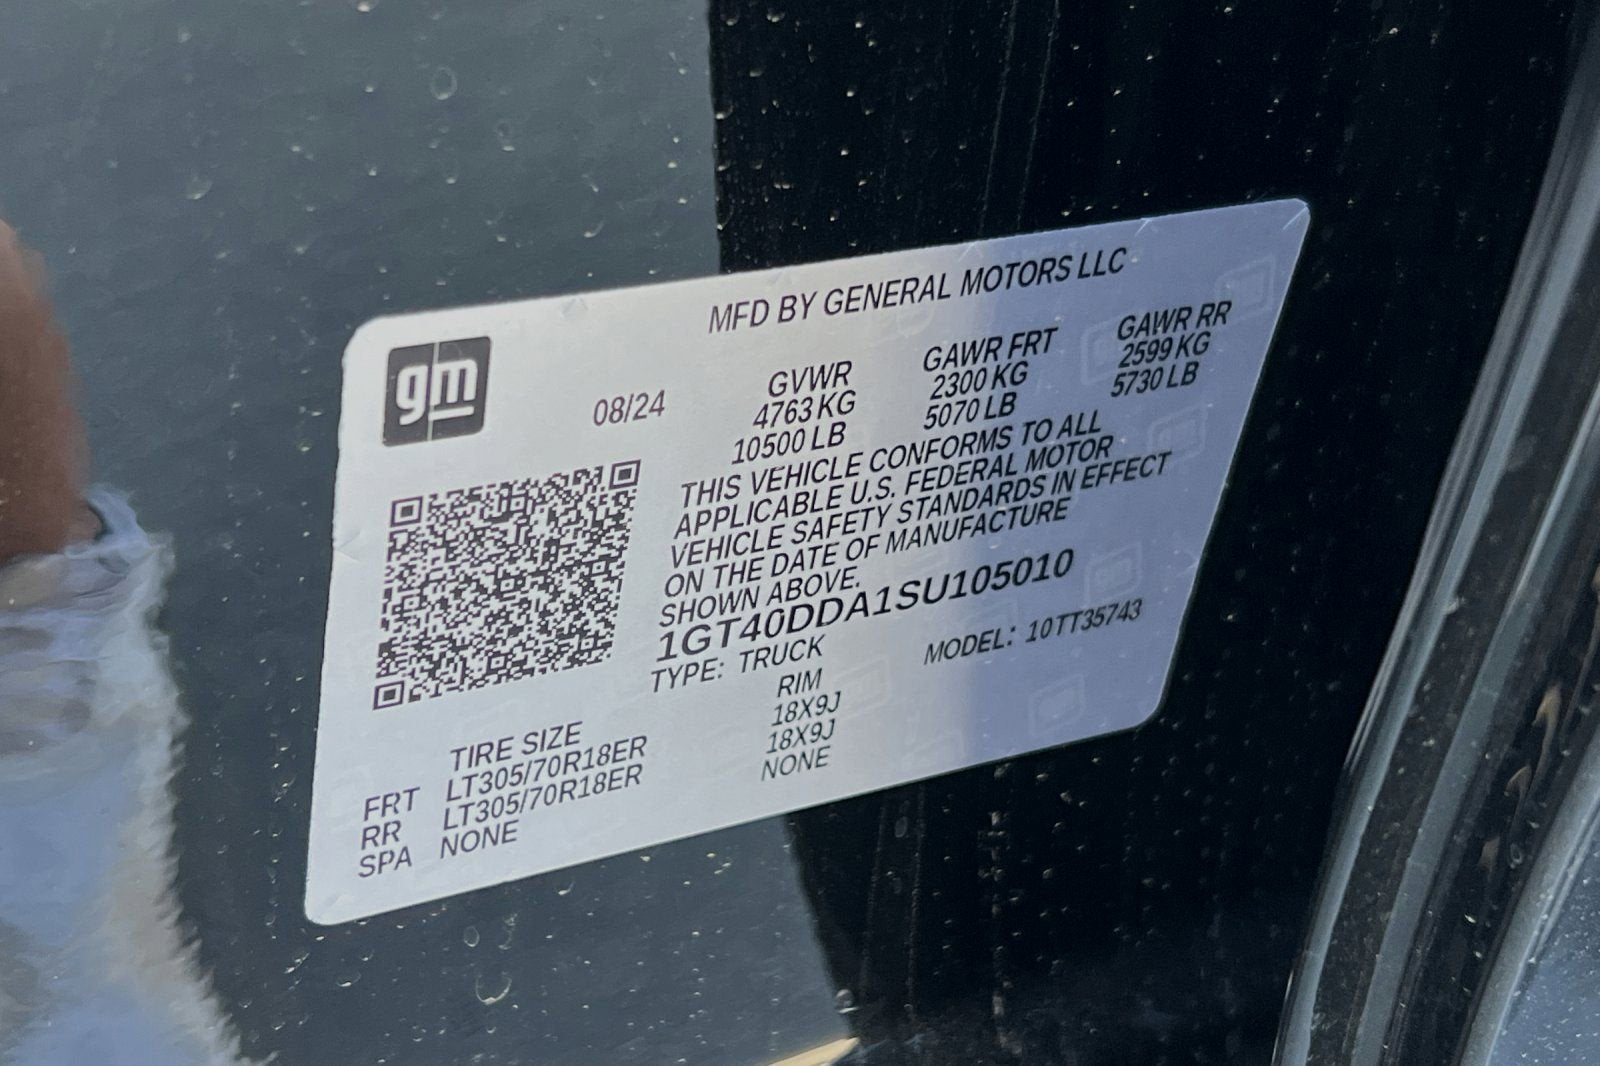 MFD BY GENERAL MOTORS LLC
gm
08/24
GVWR GAWR FRT GAWR RR
4763 KG 2300 KG 2599 KG
10500 LB 5070 LB 5730 LB
THIS VEHICLE CONFORMS TO ALL
APPLICABLE U.S. FEDERAL MOTOR
VEHICLE SAFETY STANDARDS IN EFFECT
ON THE DATE OF MANUFACTURE
SHOWN ABOVE.
1GT40DDA1SU105010
TYPE: TRUCK MODEL: 10TT35743
TIRE SIZE RIM
FRT LT305/70R18ER 18X9J
RR LT305/70R18ER 18X9J
SPA NONE NONE